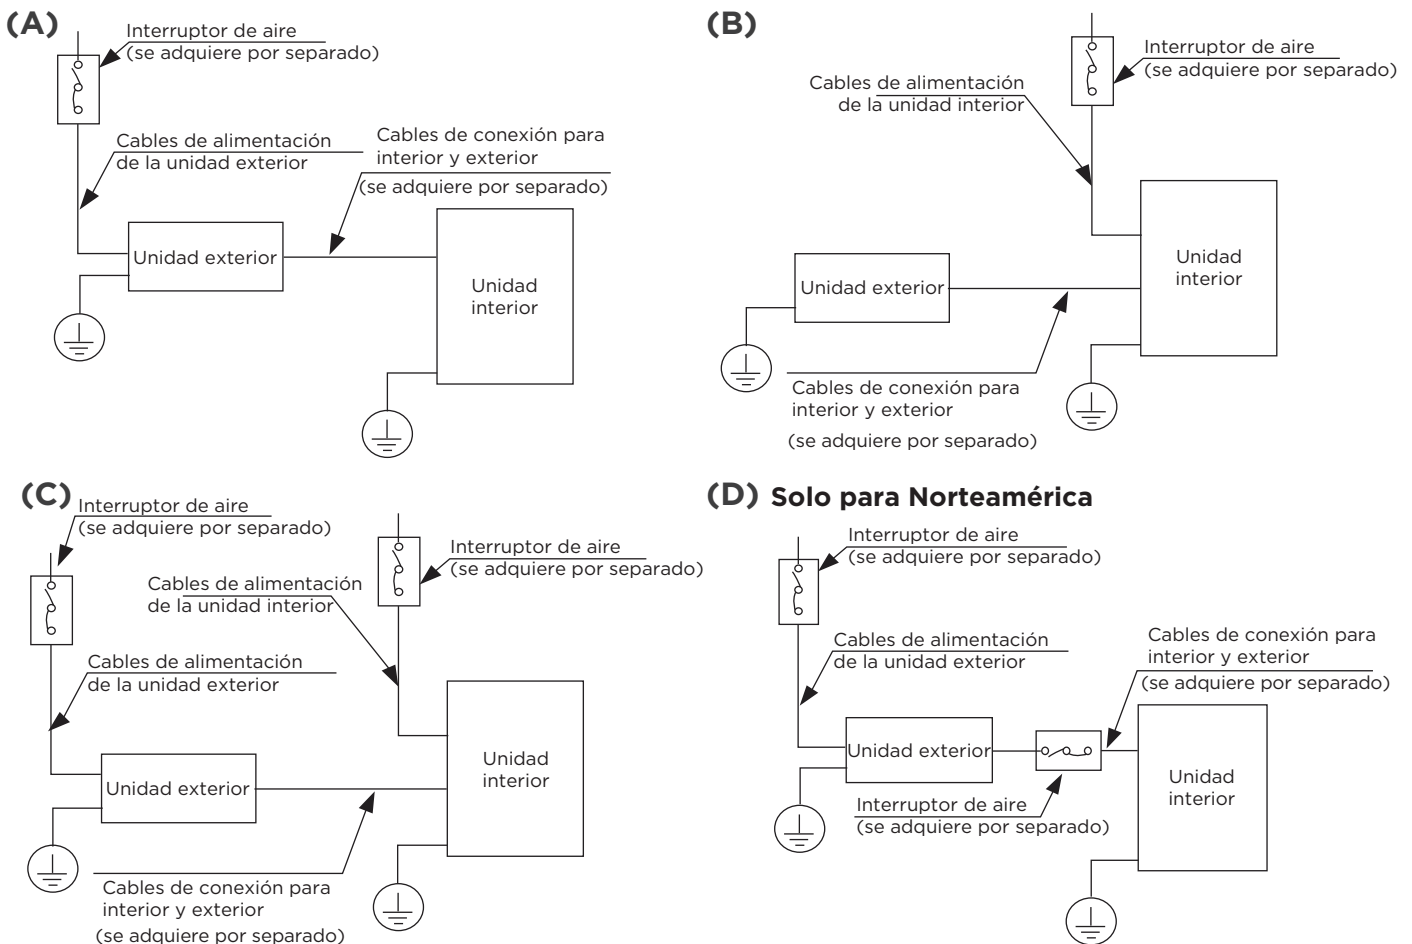 (A)
Interruptor de aire
(se adquiere por separado)
Cables de alimentación
de la unidad exterior
Cables de conexión para
interior y exterior
(se adquiere por separado)
Unidad exterior
Unidad
interior
(B)
Interruptor de aire
(se adquiere por separado)
Cables de alimentación
de la unidad interior
Unidad
interior
Unidad exterior
Cables de conexión para
interior y exterior
(se adquiere por separado)
(C)
Interruptor de aire
(se adquiere por separado)
Interruptor de aire
(se adquiere por separado)
Cables de alimentación
de la unidad interior
Cables de alimentación
de la unidad exterior
Unidad exterior
Unidad
interior
Cables de conexión para
interior y exterior
(se adquiere por separado)
(D) Solo para Norteamérica
Interruptor de aire
(se adquiere por separado)
Cables de alimentación
de la unidad exterior
Cables de conexión para
interior y exterior
(se adquiere por separado)
Unidad exterior
Unidad
interior
Interruptor de aire
(se adquiere por separado)